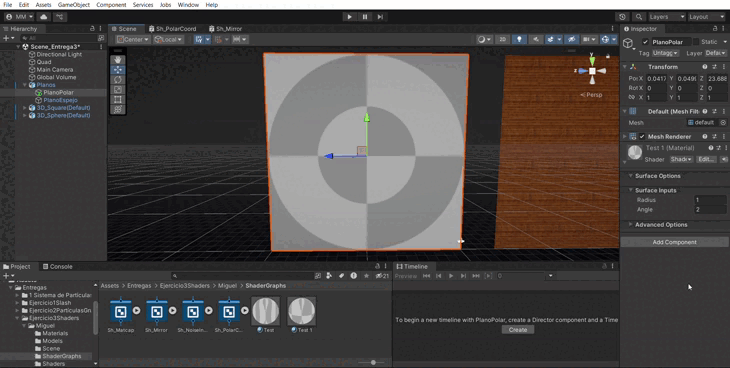 File Edit Assets GameObject Component Services Jobs Window Help
MM
Layers Layout
Hierarchy
All
Scene_Entrega3*
Directional Light
Quad
Main Camera
Global Volume
Planos
PlanoPolar
PlanoEspejo
3D_Square(Default)
3D_Sphere(Default)
Scene Sh_PolarCoord Sh_Mirror
Center Local
2D
y
z
Persp
Inspector
PlanoPolar Static
Tag Untagg Layer Defa
Transform
Pos X 0.0417 0.0499 Z 23.688
Rot X 0 0 Z 0
X 1 1 Z 1
Default (Mesh Filt
Mesh default
Mesh Renderer
Test 1 (Material)
Shader Shad Edit...
Surface Options
Surface Inputs
Radius 1
Angle 2
Advanced Options
Add Component
Project Console
21
Assets
Entregas
1 Sistema de Particular
Ejercicio1Slash
Ejercicio2ParticulasGr
Ejercicio3Shaders
Miguel
Materials
Models
Scene
ShaderGraphs
Shaders
Assets > Entregas > Ejercicio3Shaders > Miguel > ShaderGraphs
Sh_Matcap Sh_Mirror Sh_Noisein... Sh_PolarC... Test Test 1
Timeline
Preview 0
To begin a new timeline with PlanoPolar, create a Director component and a Time
Create